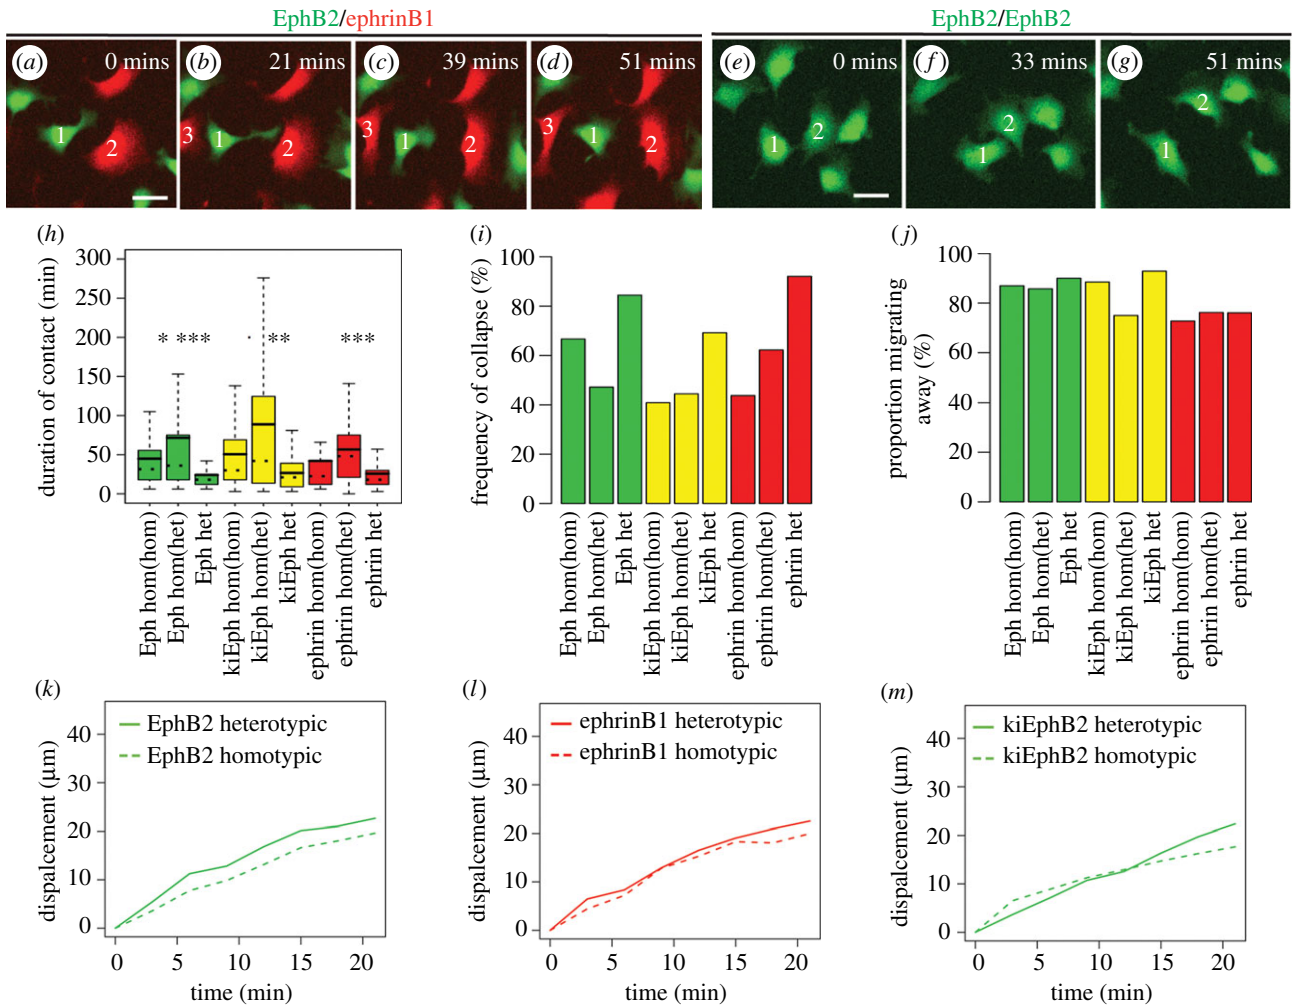 EphB2/ephrinB1
EphB2/EphB2
(a) 0 mins
(b) 21 mins
(c) 39 mins
(d) 51 mins
(e) 0 mins
(f) 33 mins
(g) 51 mins
1 2
3 1 2
3 1 2
3 1 2
1 2
1 2
1 2
(h)
duration of contact (min)
300
250
200
150
100
50
0
* *** ** ***
Eph hom(hom)
Eph hom(het)
Eph het
kiEph hom(hom)
kiEph hom(het)
kiEph het
ephrin hom(hom)
ephrin hom(het)
ephrin het
(i)
frequency of collapse (%)
100
80
60
40
20
0
Eph hom(hom)
Eph hom(het)
Eph het
kiEph hom(hom)
kiEph hom(het)
kiEph het
ephrin hom(hom)
ephrin hom(het)
ephrin het
(j)
proportion migrating
away (%)
100
80
60
40
20
0
Eph hom(hom)
Eph hom(het)
Eph het
kiEph hom(hom)
kiEph hom(het)
kiEph het
ephrin hom(hom)
ephrin hom(het)
ephrin het
(k)
dispalcement (µm)
40
30
20
10
0
EphB2 heterotypic
EphB2 homotypic
0 5 10 15 20
time (min)
(l)
dispalcement (µm)
40
30
20
10
0
ephrinB1 heterotypic
ephrinB1 homotypic
0 5 10 15 20
time (min)
(m)
dispalcement (µm)
40
30
20
10
0
kiEphB2 heterotypic
kiEphB2 homotypic
0 5 10 15 20
time (min)